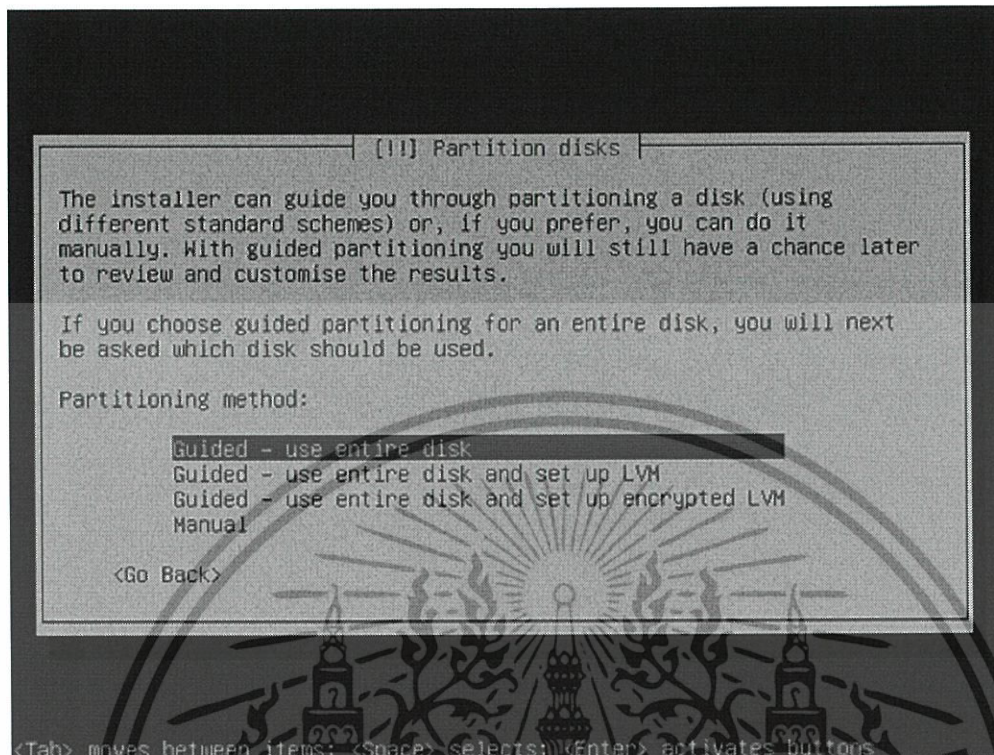 [!!] Partition disks
The installer can guide you through partitioning a disk (using
different standard schemes) or, if you prefer, you can do it
manually. With guided partitioning you will still have a chance later
to review and customise the results.
If you choose guided partitioning for an entire disk, you will next
be asked which disk should be used.
Partitioning method:
Guided - use entire disk
Guided - use entire disk and set up LVM
Guided - use entire disk and set up encrypted LVM
Manual
<Go Back>
<Tab> moves between items; <Space> selects; <Enter> activates buttons